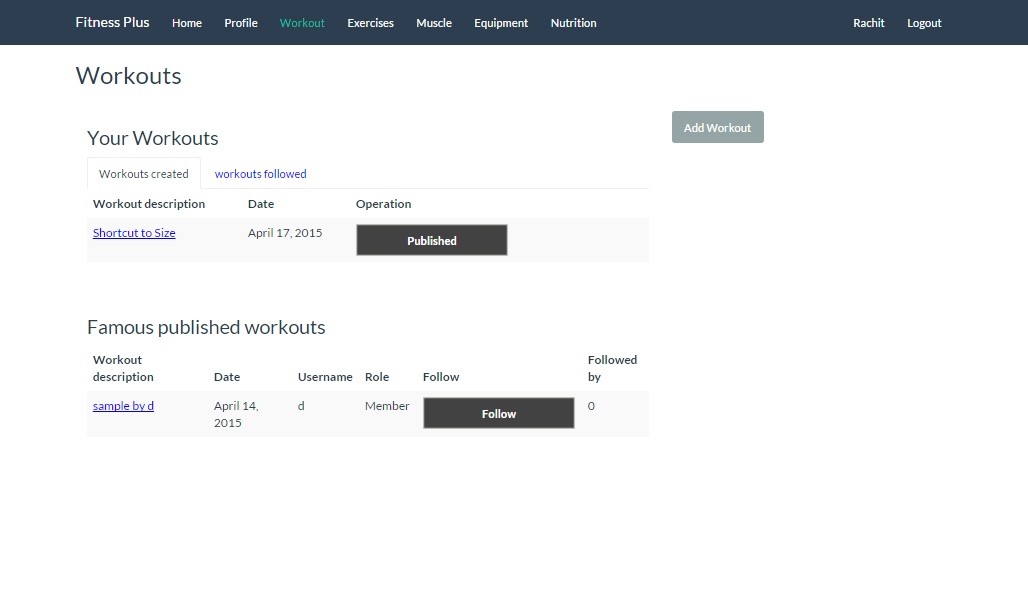 Fitness Plus Home Profile Workout Exercises Muscle Equipment Nutrition Rachit Logout
Workouts
Add Workout
Your Workouts
Workouts created workouts followed
Workout description Date Operation
Shortcut to Size April 17, 2015 Published
Famous published workouts
Workout description Date Username Role Follow Followed by
sample by d April 14, 2015 d Member Follow 0